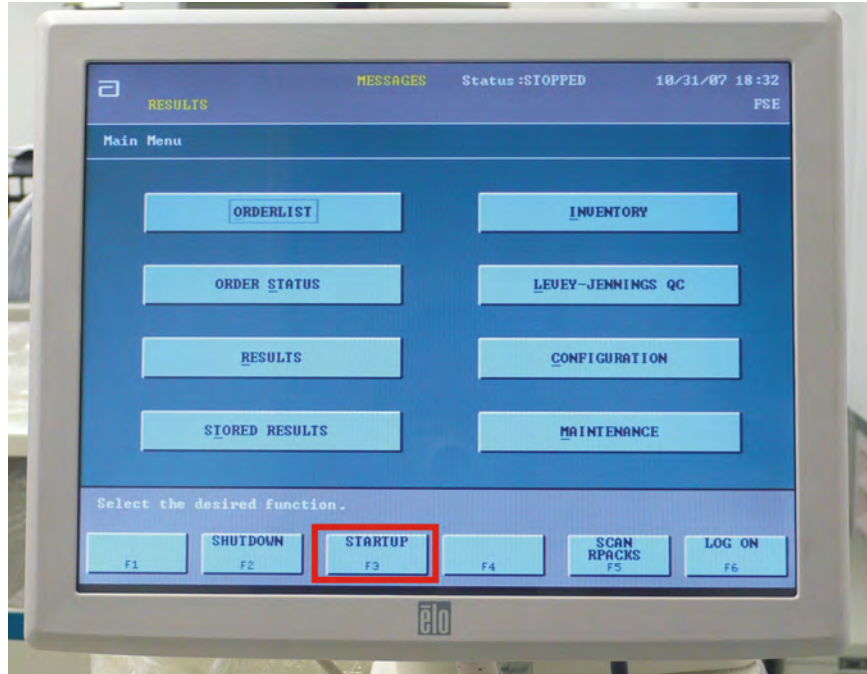 MESSAGES Status:STOPPED 10/31/07 18:32
RESULTS FSE
Main Menu
ORDERLIST INVENTORY
ORDER STATUS LEVEY-JENNINGS QC
RESULTS CONFIGURATION
STORED RESULTS MAINTENANCE
Select the desired function.
SHUTDOWN STARTUP SCAN RPACKS LOG ON
F1 F2 F3 F4 F5 F6
elo